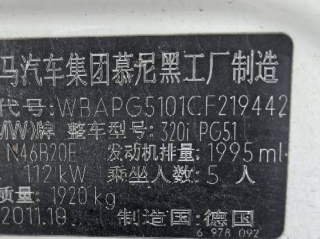 马汽车集团慕尼黑工厂制造
代号: WBAPG5101CF219442
MW)牌 整车型号: 320i PG51
N46B20E 发动机排量: 1995 ml
: 112 kW 乘坐人数: 5 人
质量: 1920 kg
2011.10 制造国: 德国
6 978 092